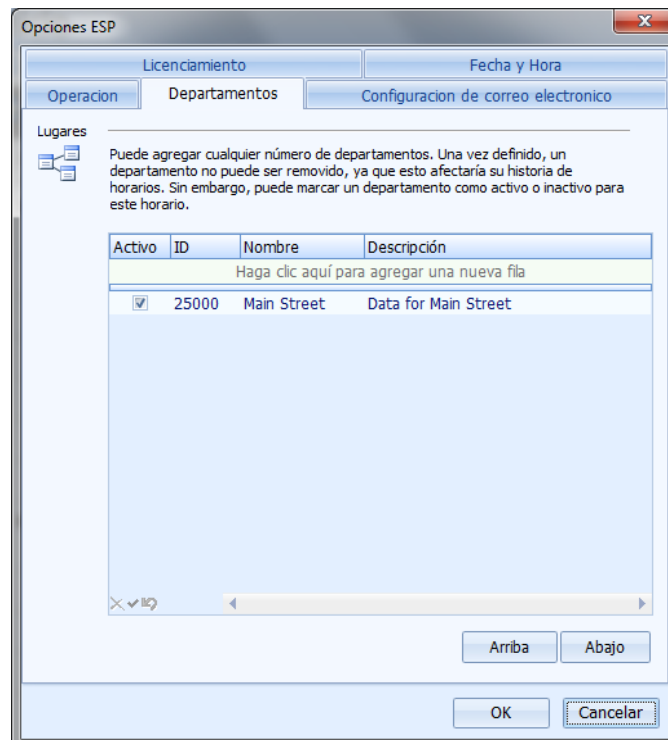 Opciones ESP
Licenciamiento
Fecha y Hora
Operacion
Departamentos
Configuracion de correo electronico
Lugares
Puede agregar cualquier número de departamentos. Una vez definido, un
departamento no puede ser removido, ya que esto afectaría su historia de
horarios. Sin embargo, puede marcar un departamento como activo o inactivo para
este horario.
Activo ID Nombre Descripción
Haga clic aquí para agregar una nueva fila
25000 Main Street Data for Main Street
Arriba Abajo
OK Cancelar